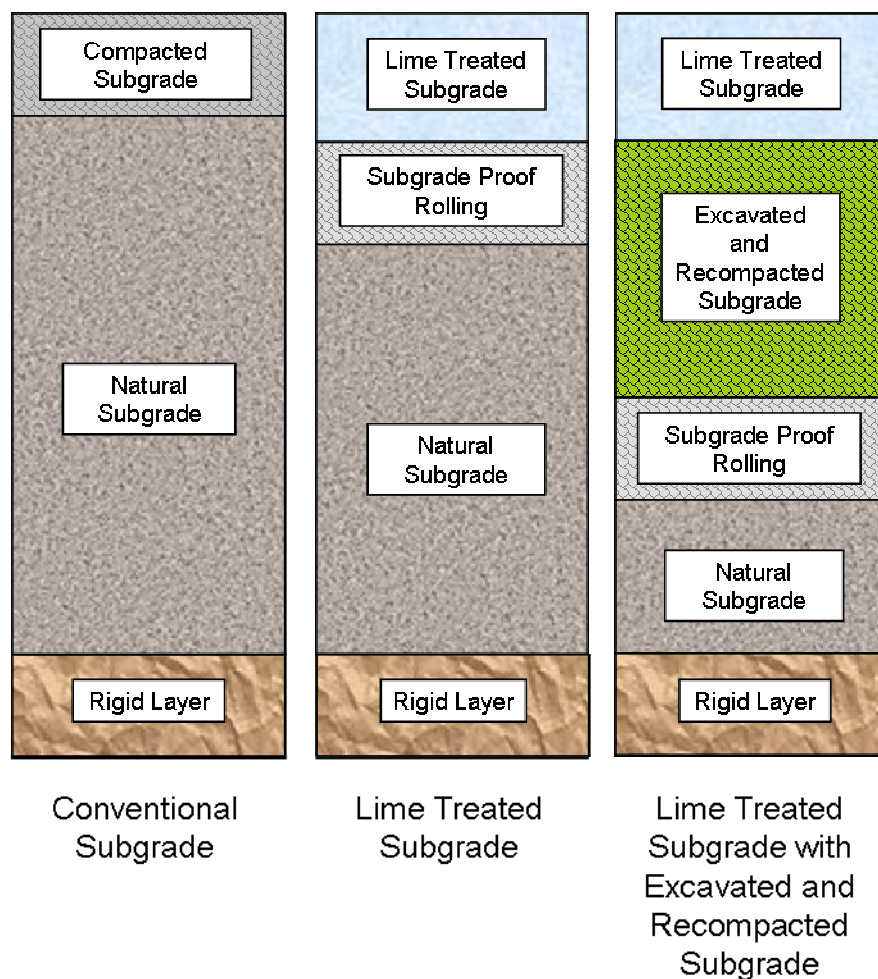 Compacted
Subgrade
Natural
Subgrade
Rigid Layer
Conventional
Subgrade
Lime Treated
Subgrade
Subgrade Proof
Rolling
Natural
Subgrade
Rigid Layer
Lime Treated
Subgrade
Lime Treated
Subgrade
Excavated
and
Recompacted
Subgrade
Subgrade Proof
Rolling
Natural
Subgrade
Rigid Layer
Lime Treated
Subgrade with
Excavated and
Recompacted
Subgrade